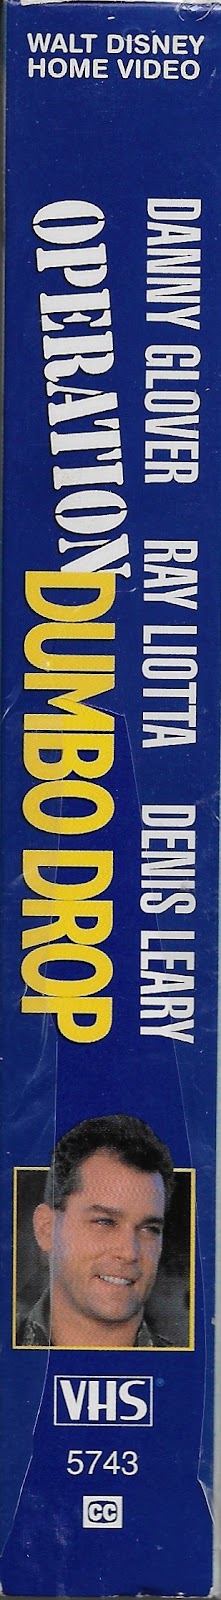 WALT DISNEY
HOME VIDEO
DANNY GLOVER RAY LIOTTA DENIS LEARY
OPERATION
DUMBO DROP
VHS®
5743
CC